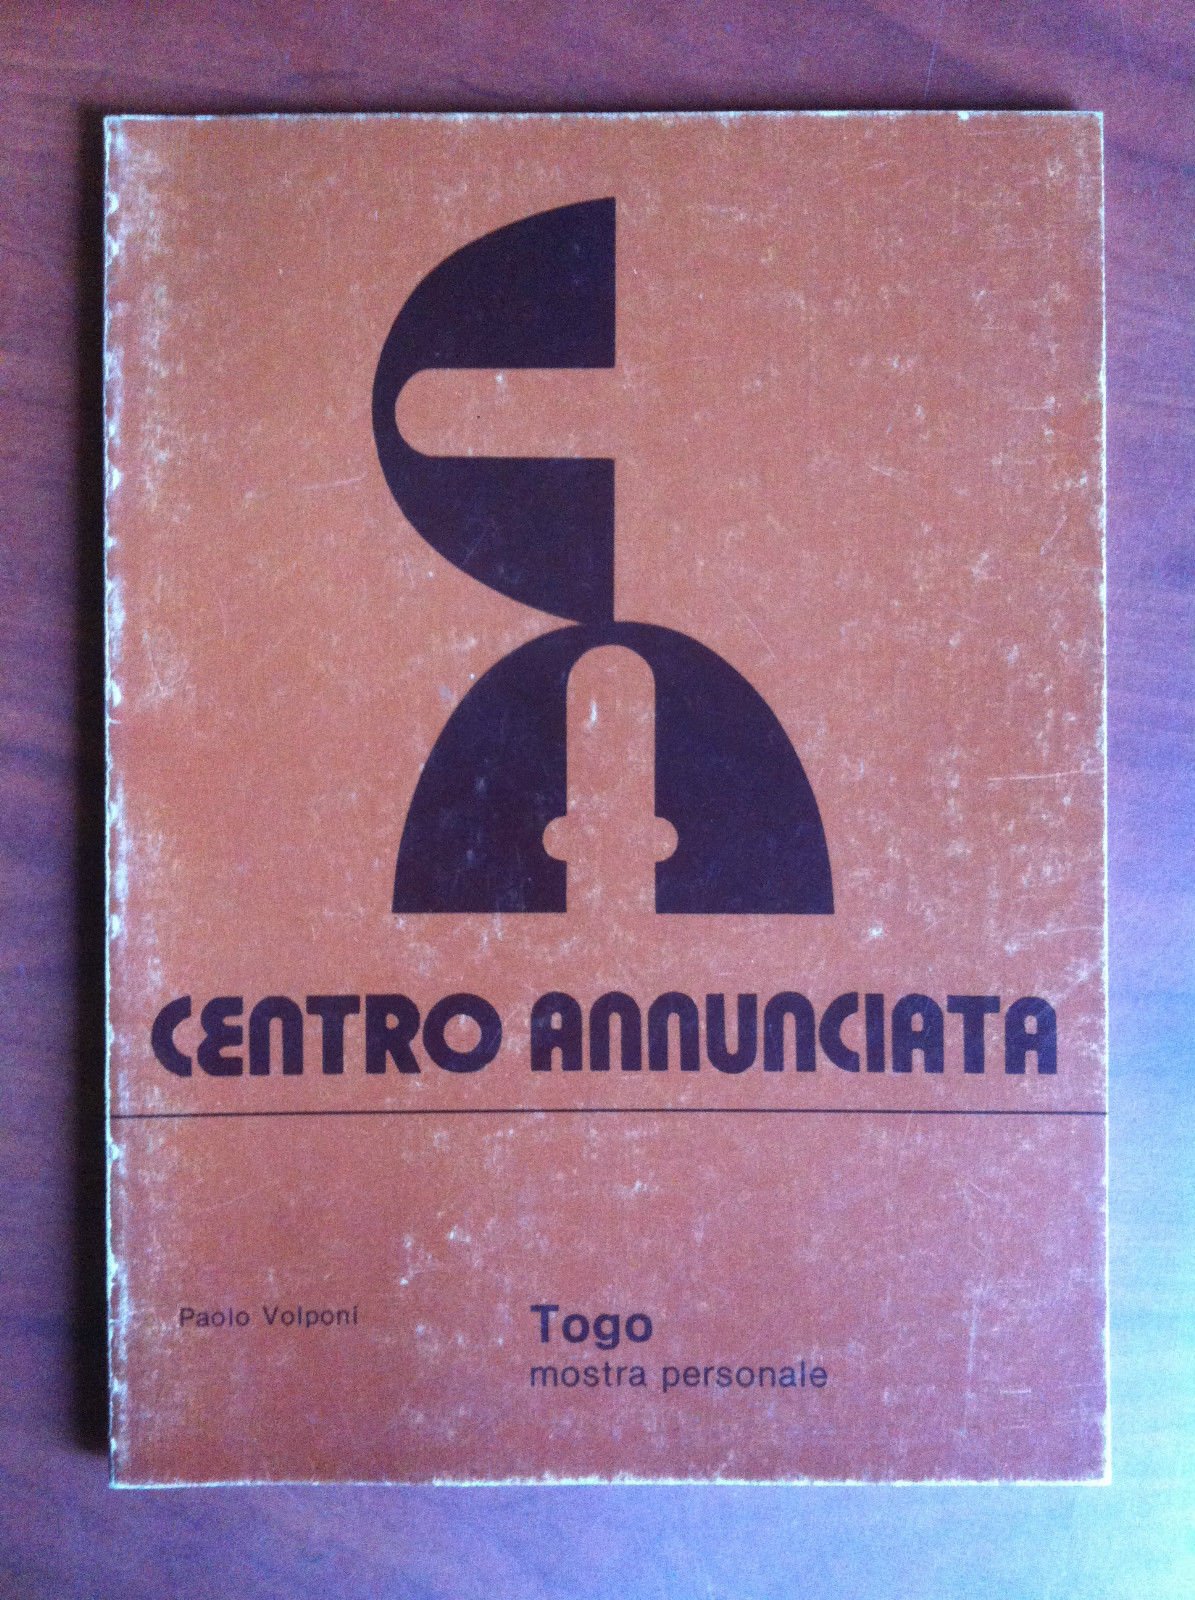 CENTRO ANNUNCIATA
Paolo Volponi
Togo
mostra personale